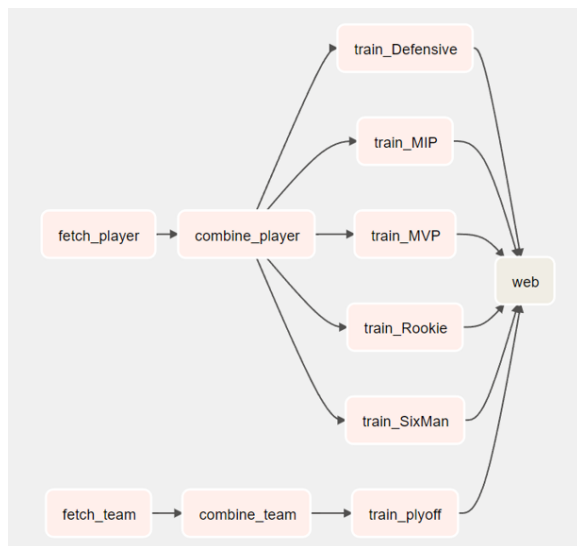 train_Defensive
train_MIP
fetch_player
combine_player
train_MVP
web
train_Rookie
train_SixMan
fetch_team
combine_team
train_plyoff